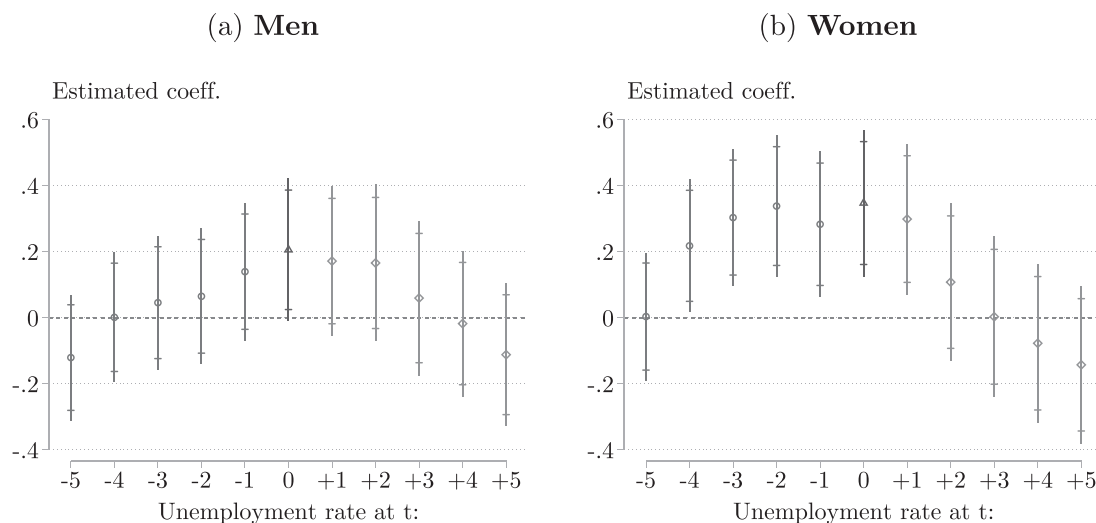 (a) Men
Estimated coeff.
.6
.4
.2
0
-.2
-.4
-5 -4 -3 -2 -1 0 +1 +2 +3 +4 +5
Unemployment rate at t:
(b) Women
Estimated coeff.
.6
.4
.2
0
-.2
-.4
-5 -4 -3 -2 -1 0 +1 +2 +3 +4 +5
Unemployment rate at t: